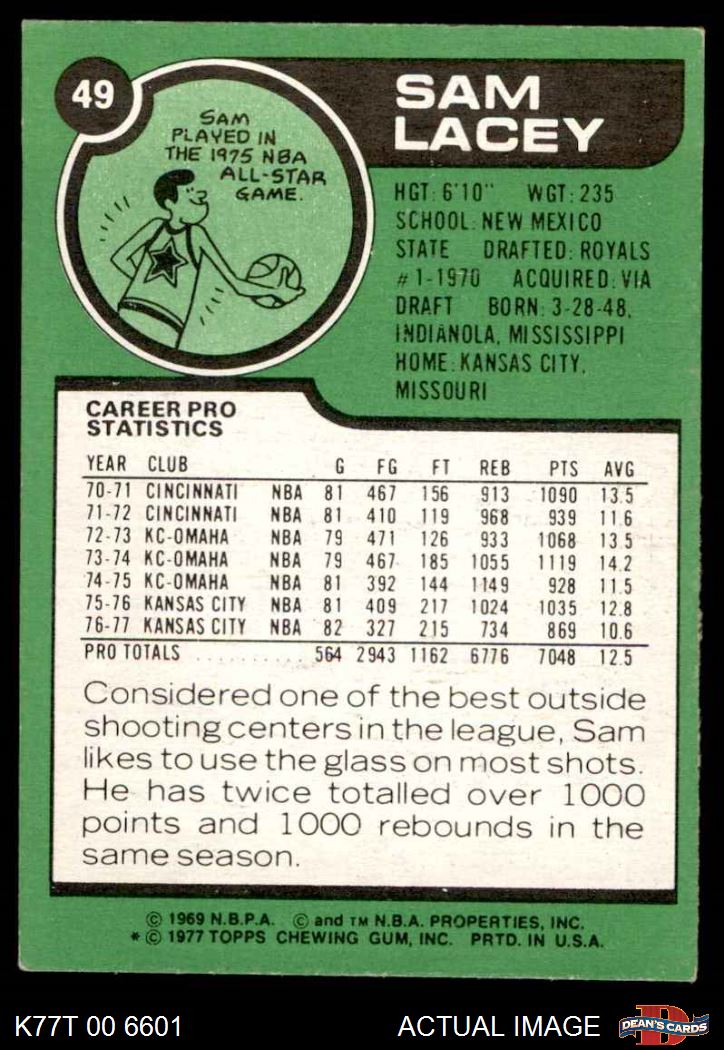 49
SAM
LACEY
SAM
PLAYED IN
THE 1975 NBA
ALL-STAR
GAME.
HGT: 6'10" WGT: 235
SCHOOL: NEW MEXICO
STATE DRAFTED: ROYALS
#1-1970 ACQUIRED: VIA
DRAFT BORN: 3-28-48,
INDIANOLA, MISSISSIPPI
HOME: KANSAS CITY,
MISSOURI
CAREER PRO
STATISTICS
YEAR CLUB G FG FT REB PTS AVG
70-71 CINCINNATI NBA 81 467 156 913 1090 13.5
71-72 CINCINNATI NBA 81 410 119 968 939 11.6
72-73 KC-OMAHA NBA 79 471 126 933 1068 13.5
73-74 KC-OMAHA NBA 79 467 185 1055 1119 14.2
74-75 KC-OMAHA NBA 81 392 144 1149 928 11.5
75-76 KANSAS CITY NBA 81 409 217 1024 1035 12.8
76-77 KANSAS CITY NBA 82 327 215 734 869 10.6
PRO TOTALS .......... 564 2943 1162 6776 7048 12.5
Considered one of the best outside
shooting centers in the league, Sam
likes to use the glass on most shots.
He has twice totalled over 1000
points and 1000 rebounds in the
same season.
© 1969 N.B.P.A. © and TM N.B.A. PROPERTIES, INC.
* © 1977 TOPPS CHEWING GUM, INC. PRTD. IN U.S.A.
K77T 00 6601 ACTUAL IMAGE
D
DEAN'S CARDS